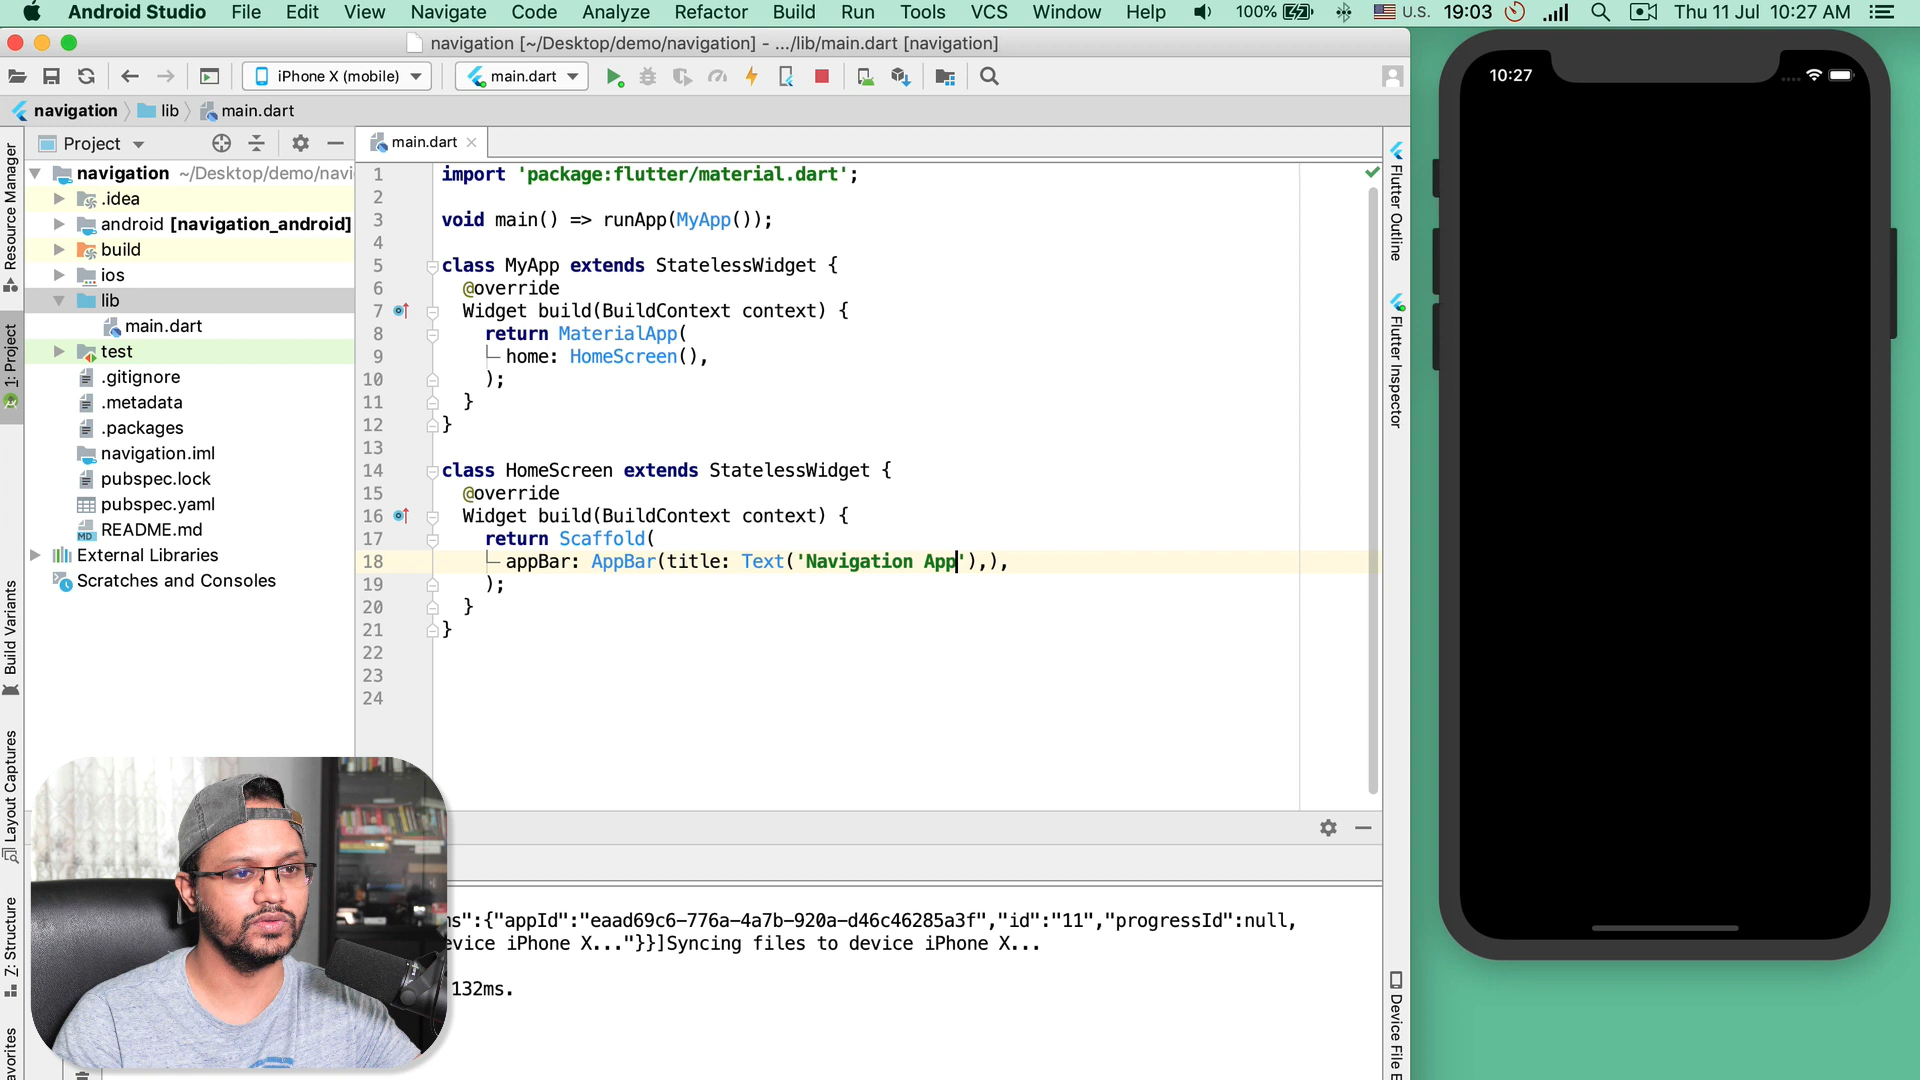 Android Studio File Edit View Navigate Code Analyze Refactor Build Run Tools VCS Window Help 100% U.S. 19:03 Thu 11 Jul 10:27 AM
navigation [~/Desktop/demo/navigation] - .../lib/main.dart [navigation]
iPhone X (mobile) main.dart
navigation lib main.dart
Project
main.dart
navigation ~/Desktop/demo/navi
.idea
android [navigation_android]
build
ios
lib
main.dart
test
.gitignore
.metadata
.packages
navigation.iml
pubspec.lock
pubspec.yaml
MD README.md
External Libraries
Scratches and Consoles
Resource Manager
1: Project
Build Variants
Layout Captures
Z: Structure
avorites
1 import 'package:flutter/material.dart';
2
3 void main() => runApp(MyApp());
4
5 class MyApp extends StatelessWidget {
6 @override
7 Widget build(BuildContext context) {
8 return MaterialApp(
9 home: HomeScreen(),
10 );
11 }
12 }
13
14 class HomeScreen extends StatelessWidget {
15 @override
16 Widget build(BuildContext context) {
17 return Scaffold(
18 appBar: AppBar(title: Text('Navigation App'),),
19 );
20 }
21 }
22
23
24
ns":{"appId":"eaad69c6-776a-4a7b-920a-d46c46285a3f","id":"11","progressId":null,
evice iPhone X..."}}]Syncing files to device iPhone X...
132ms.
Flutter Outline
Flutter Inspector
Device File E
10:27